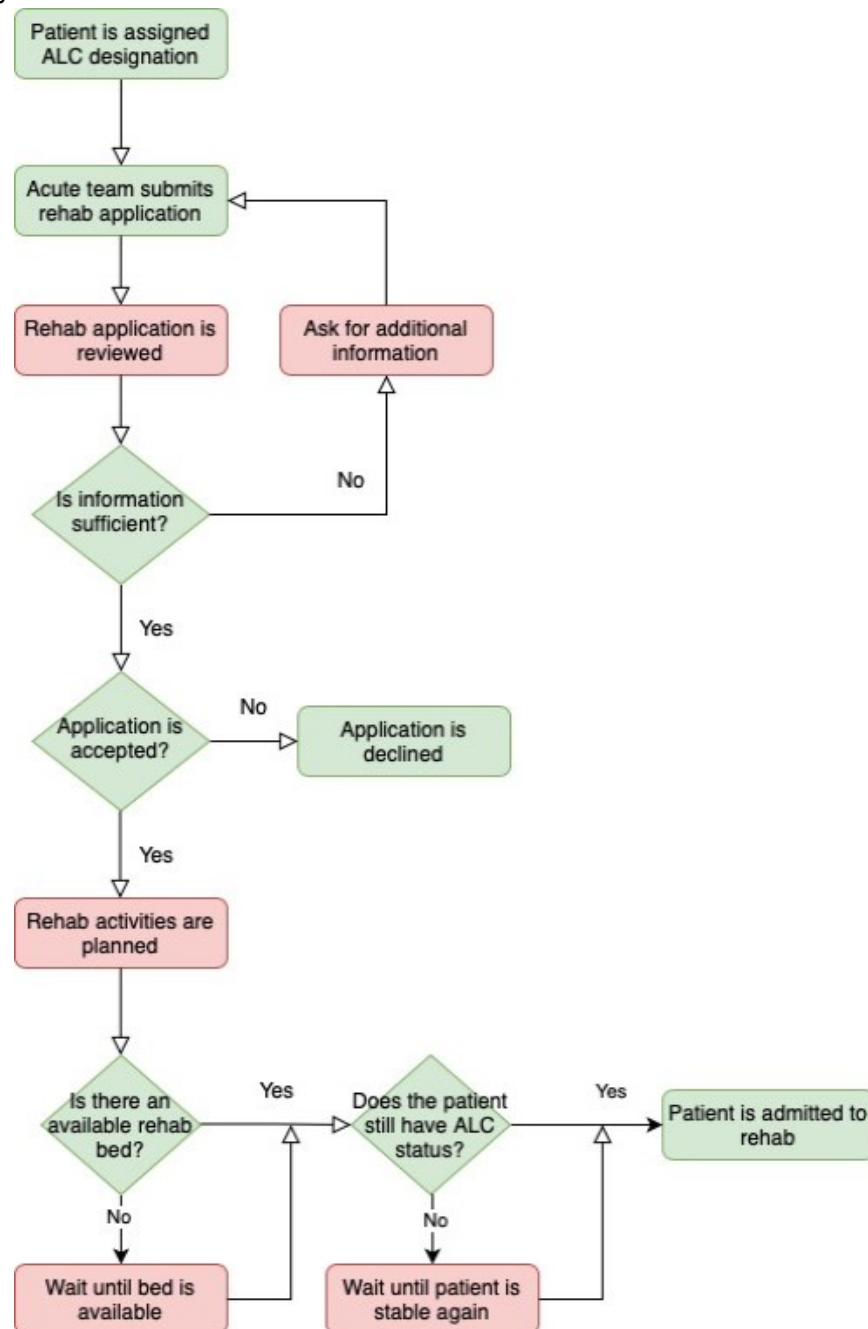 Patient is assigned
ALC designation
Acute team submits
rehab application
Rehab application is
reviewed
Ask for additional
information
No
Is information
sufficient?
Yes
No
Application is
accepted?
Application is
declined
Yes
Rehab activities are
planned
Is there an
available rehab
bed?
Yes
Does the patient
still have ALC
status?
Yes
Patient is admitted to
rehab
No
No
Wait until bed is
available
Wait until patient is
stable again